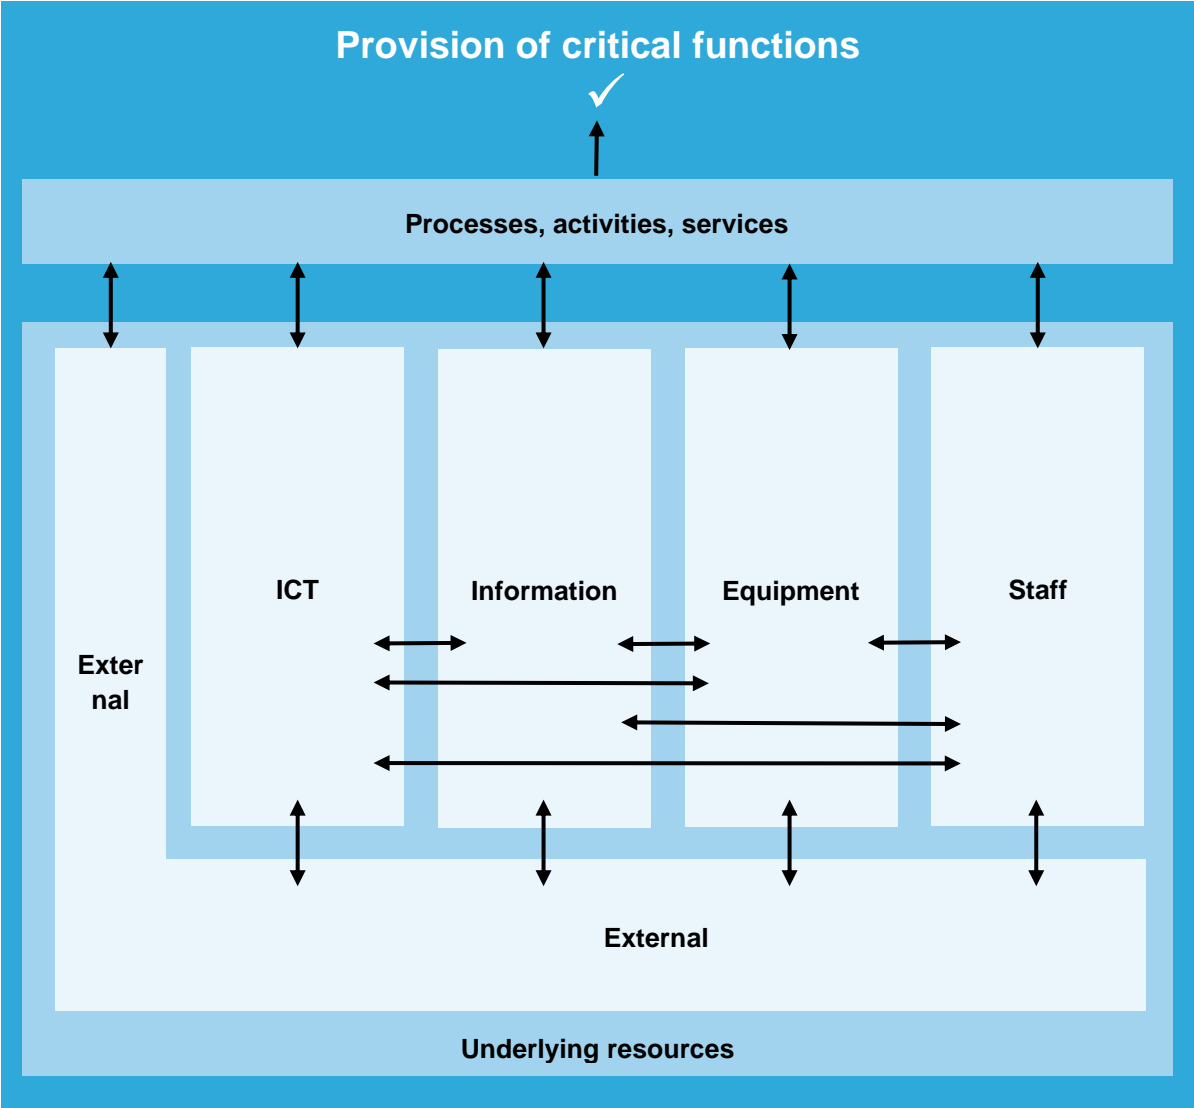 Provision of critical functions
✓
Processes, activities, services
ICT
Information
Equipment
Staff
Exter
nal
External
Underlying resources